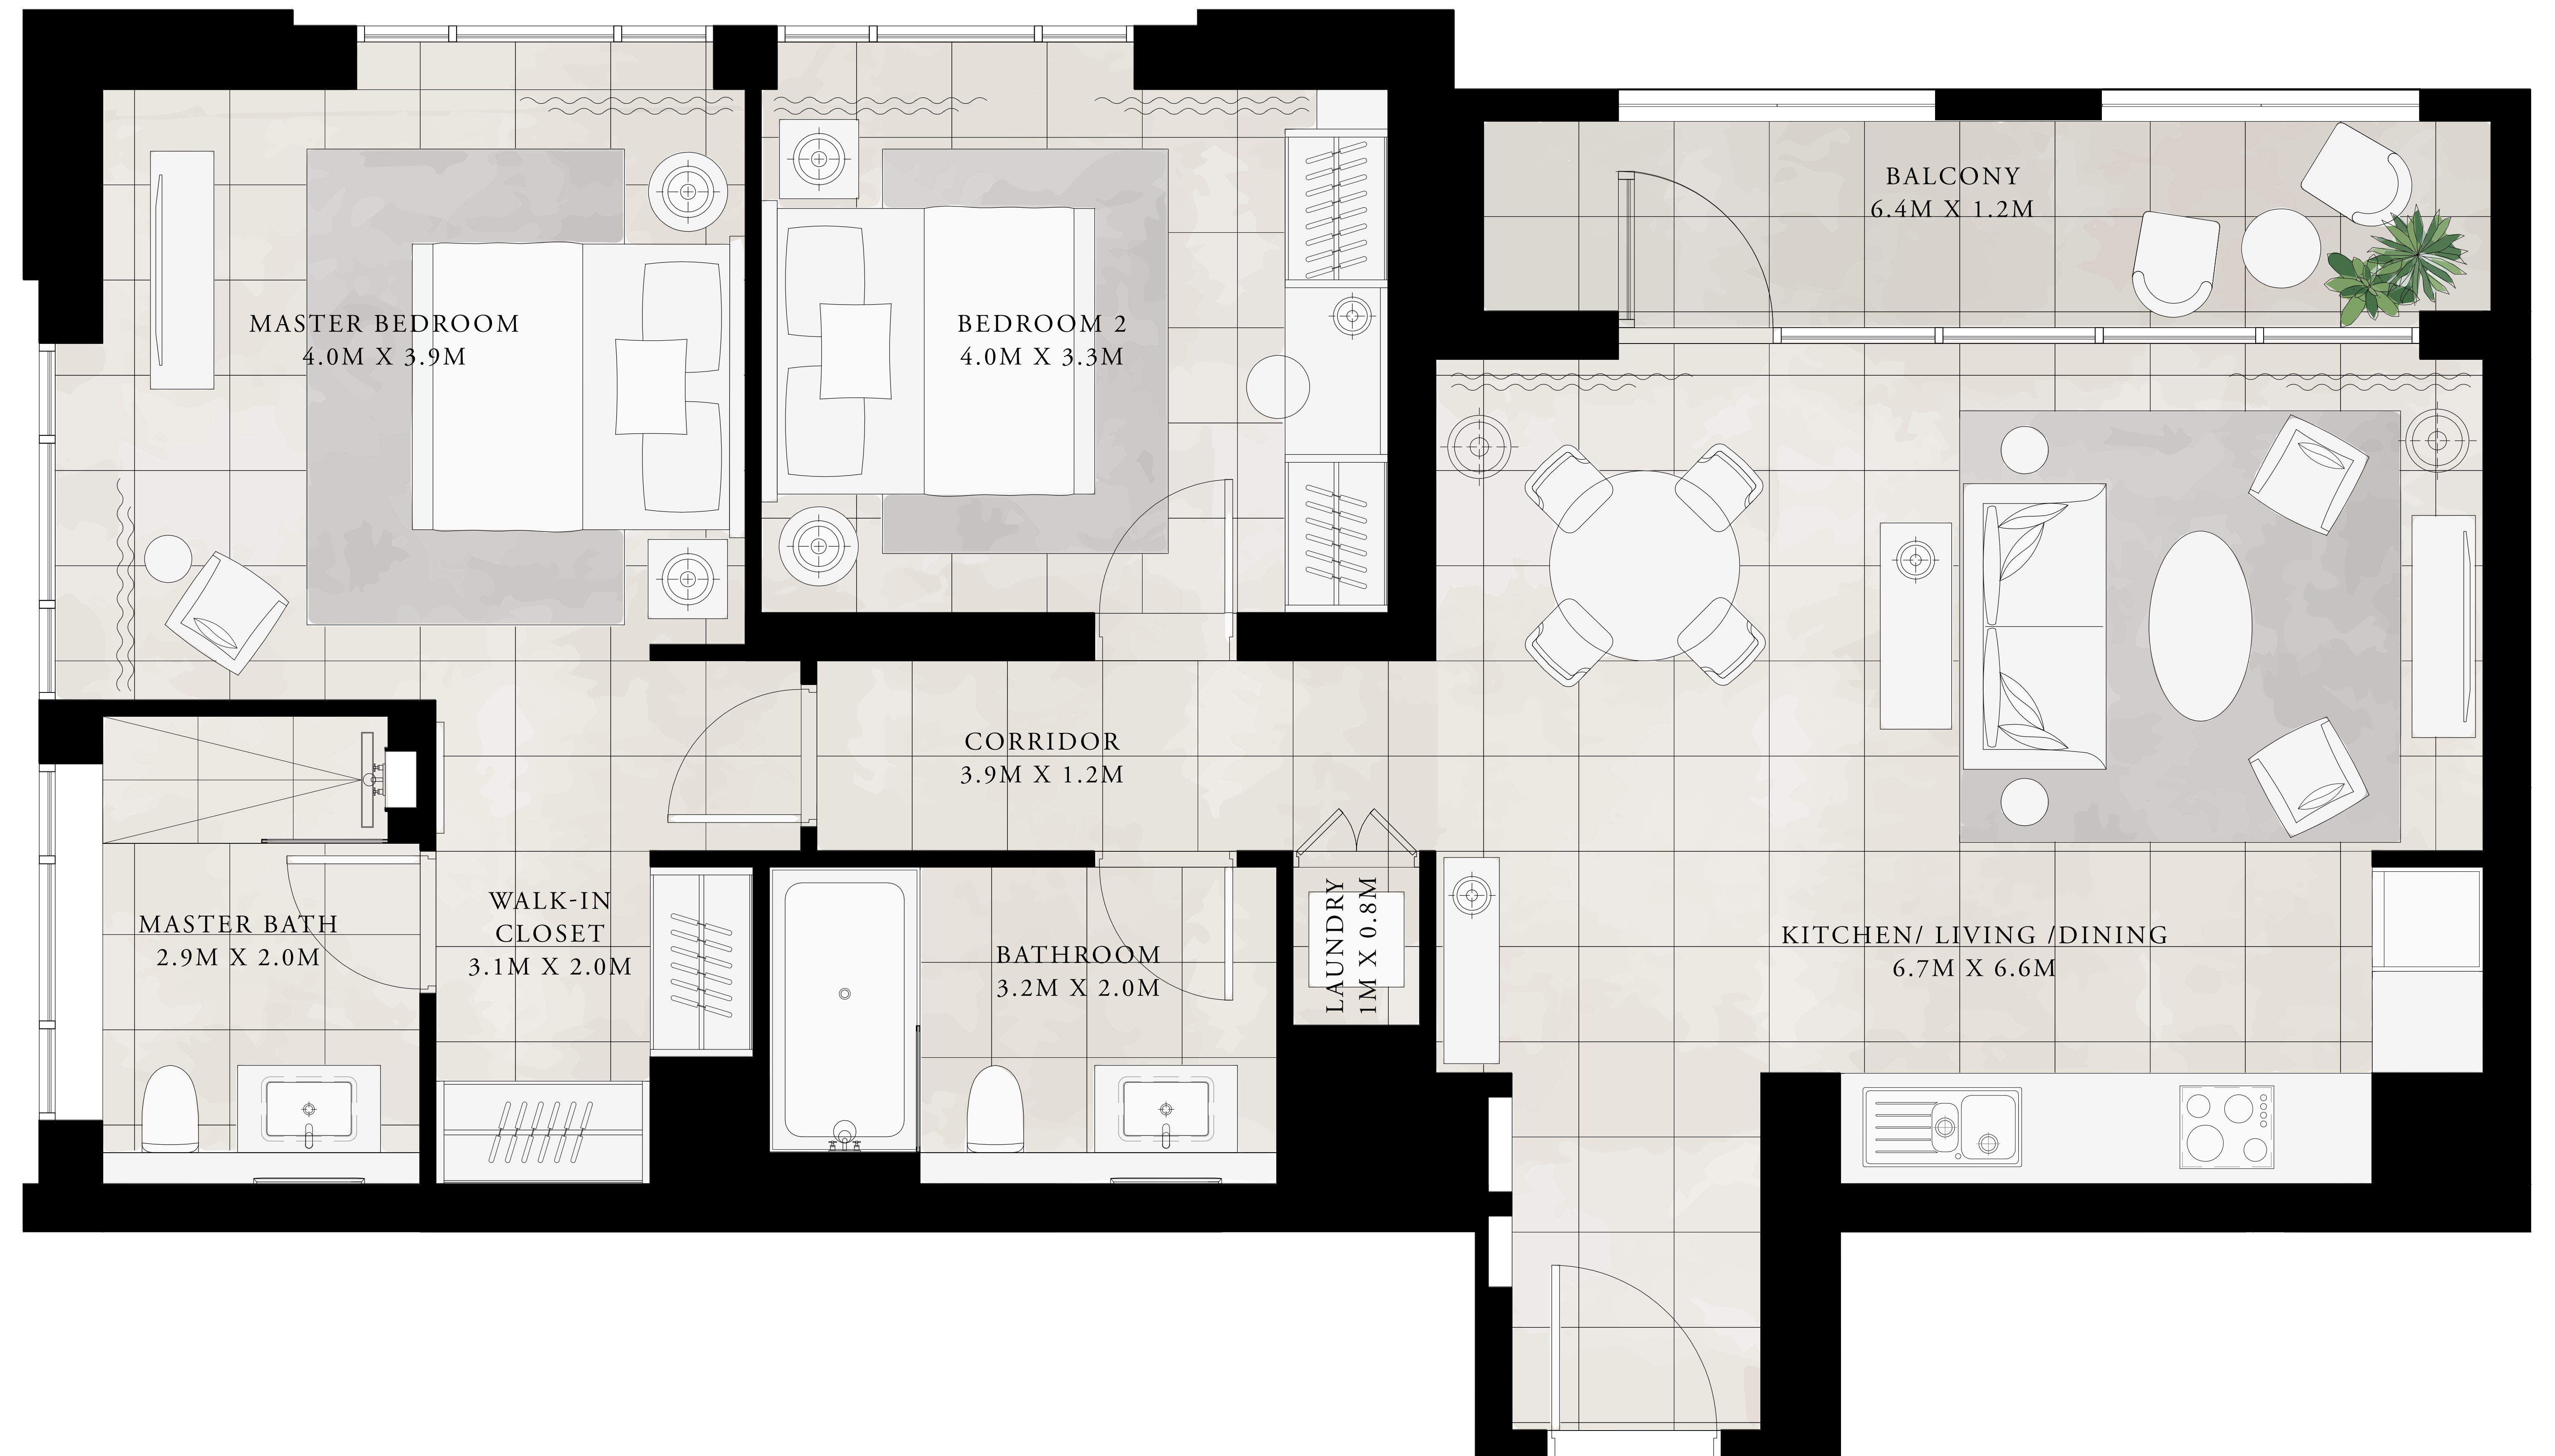 BALCONY
6.4M X 1.2M
MASTER BEDROOM
4.0M X 3.9M
BEDROOM 2
4.0M X 3.3M
CORRIDOR
3.9M X 1.2M
MASTER BATH
2.9M X 2.0M
WALK-IN
CLOSET
3.1M X 2.0M
BATHROOM
3.2M X 2.0M
LAUNDRY
1M X 0.8M
KITCHEN/ LIVING /DINING
6.7M X 6.6M